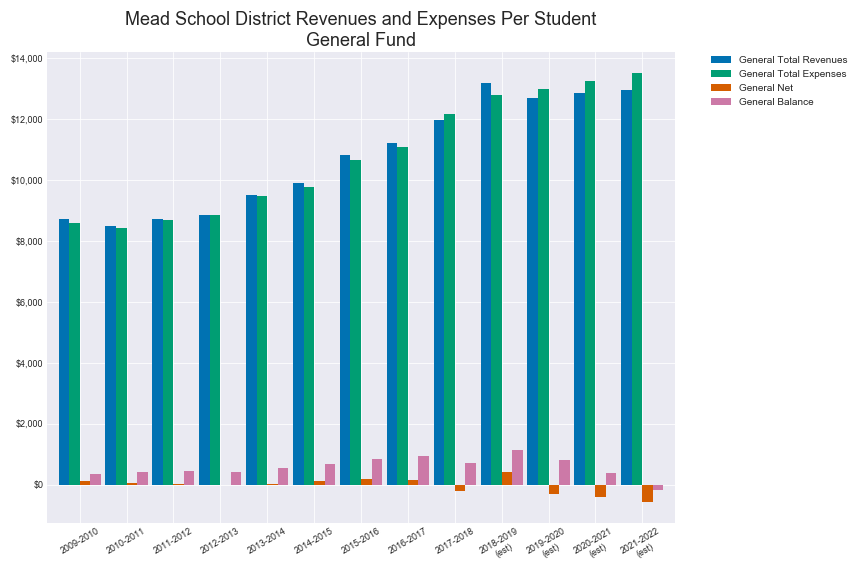 Mead School District Revenues and Expenses Per Student
General Fund
$14,000
$12,000
$10,000
$8,000
$6,000
$4,000
$2,000
$0
2009-2010
2010-2011
2011-2012
2012-2013
2013-2014
2014-2015
2015-2016
2016-2017
2017-2018
2018-2019
(est)
2019-2020
(est)
2020-2021
(est)
2021-2022
(est)
General Total Revenues
General Total Expenses
General Net
General Balance